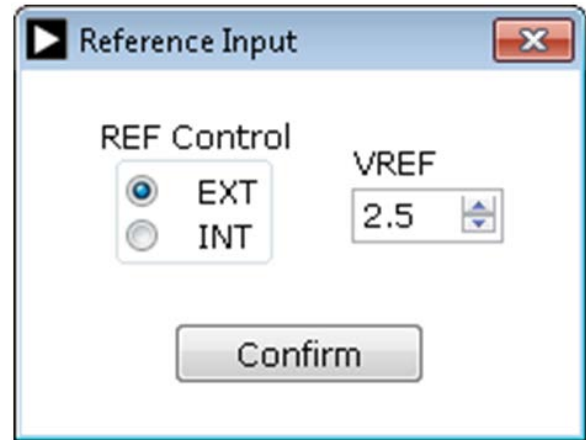 Reference Input
REF Control
EXT
INT
VREF
2.5
Confirm